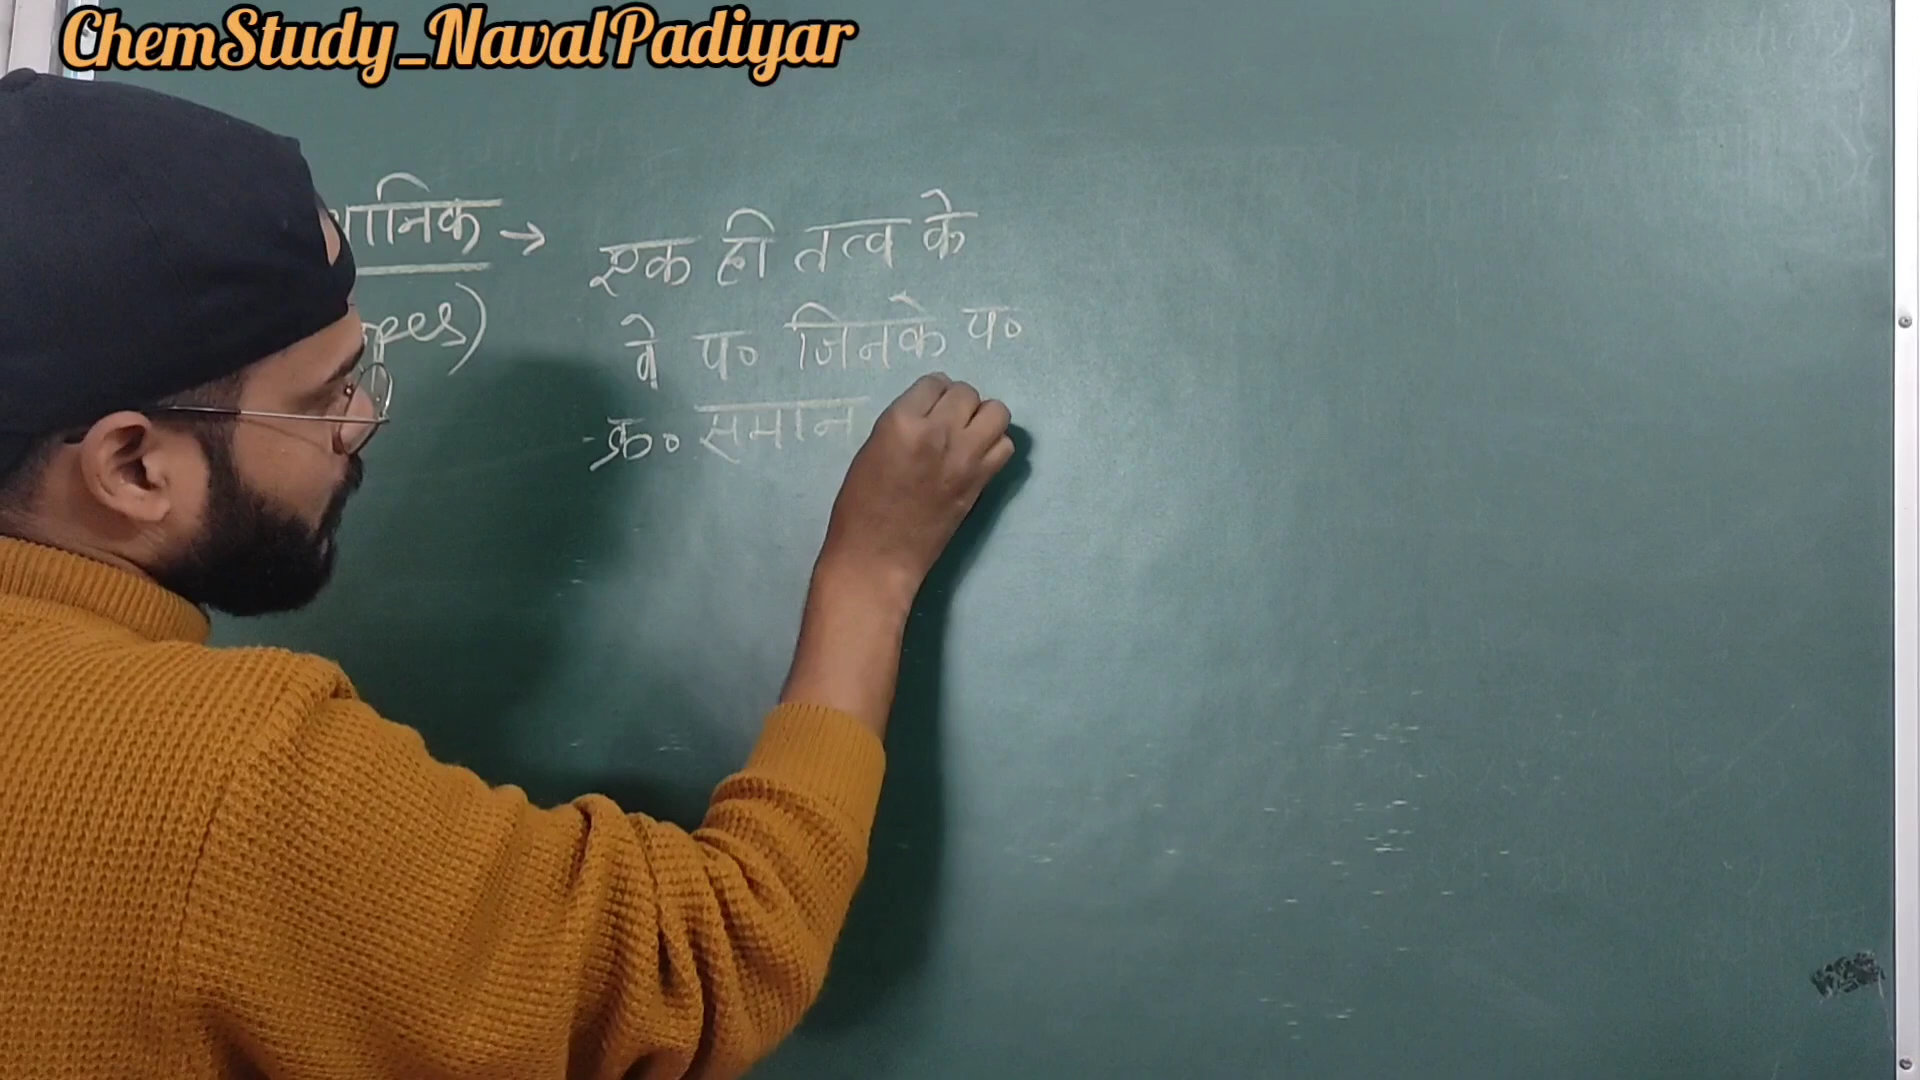 ChemStudy_NavalPadiyar
एक ही तत्व के
वे प० जिनके प०
क्र० समान